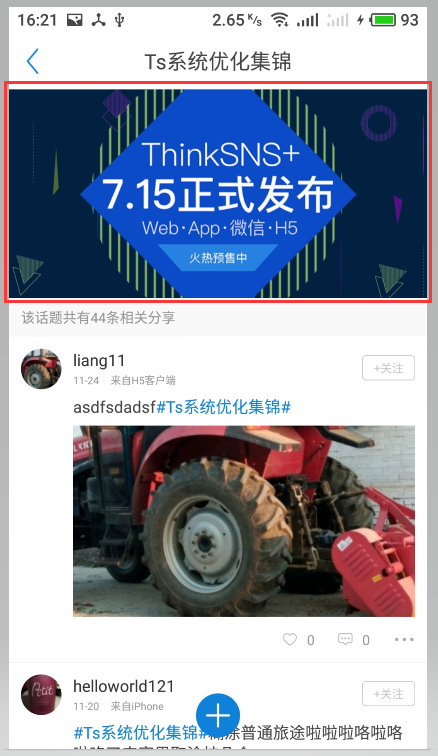 16:21
2.65 K/s
93
Ts系统优化集锦
ThinkSNS+
7.15正式发布
Web·App·微信·H5
火热预售中
该话题共有44条相关分享
liang11
+关注
11-24 来自H5客户端
asdfsdadsf#Ts系统优化集锦#
0 0
helloworld121
+关注
11-20 来自iPhone
#Ts系统优化集锦#
普通旅途啦啦啦咯啦咯